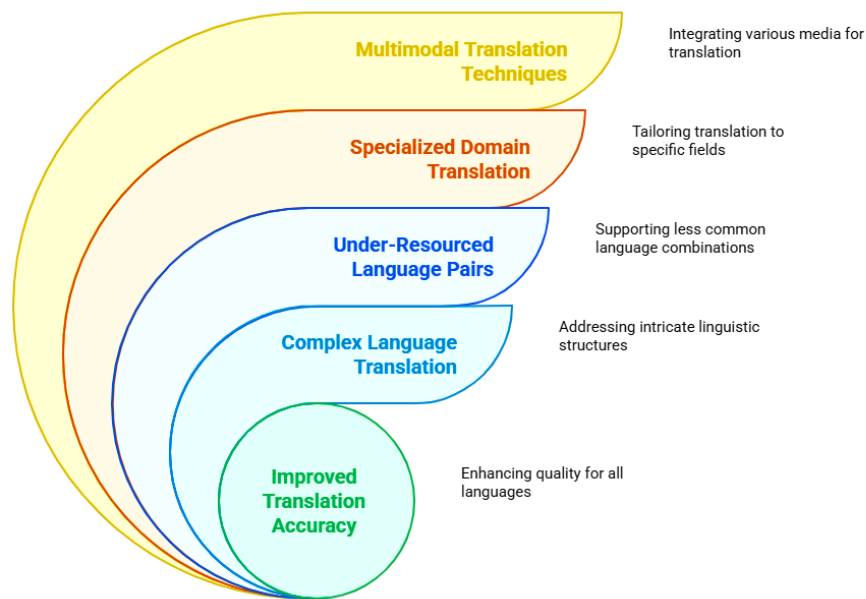 Multimodal Translation
Techniques
Integrating various media for
translation
Specialized Domain
Translation
Tailoring translation to
specific fields
Under-Resourced
Language Pairs
Supporting less common
language combinations
Complex Language
Translation
Addressing intricate linguistic
structures
Improved
Translation
Accuracy
Enhancing quality for all
languages